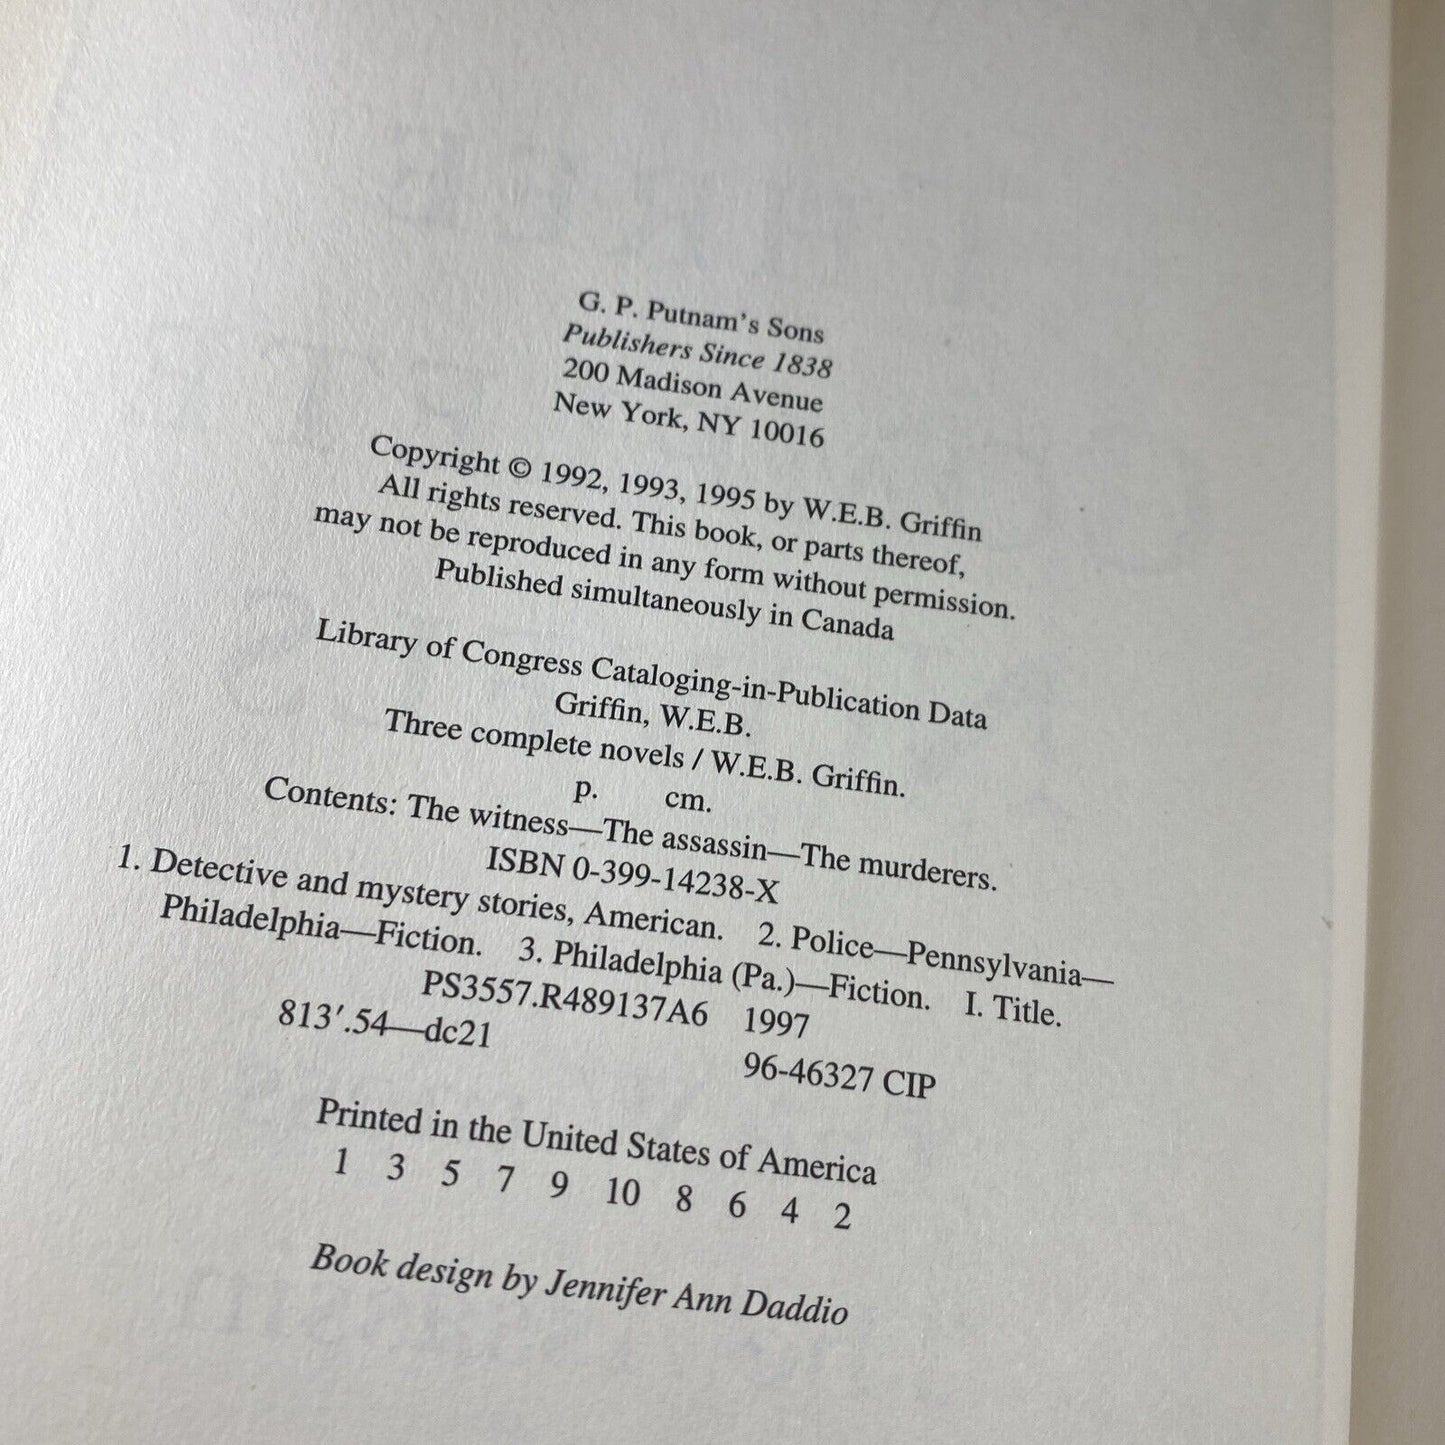 G. P. Putnam's Sons
Publishers Since 1838
200 Madison Avenue
New York, NY 10016
Copyright © 1992, 1993, 1995 by W.E.B. Griffin
All rights reserved. This book, or parts thereof,
may not be reproduced in any form without permission.
Published simultaneously in Canada
Library of Congress Cataloging-in-Publication Data
Griffin, W.E.B.
Three complete novels / W.E.B. Griffin.
p. cm.
Contents: The witness—The assassin—The murderers.
ISBN 0-399-14238-X
1. Detective and mystery stories, American. 2. Police—Pennsylvania—
Philadelphia—Fiction. 3. Philadelphia (Pa.)—Fiction. I. Title.
PS3557.R489137A6 1997
813′.54—dc21 96-46327 CIP
Printed in the United States of America
1 3 5 7 9 10 8 6 4 2
Book design by Jennifer Ann Daddio